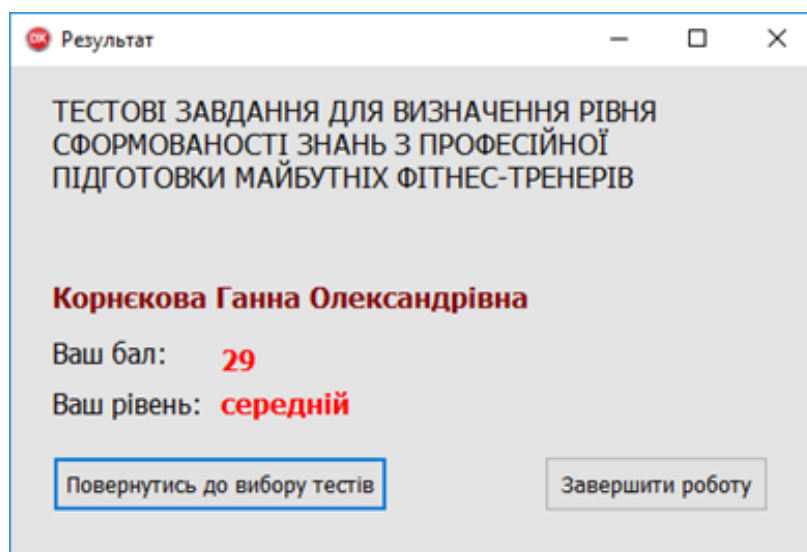 Результат
ТЕСТОВІ ЗАВДАННЯ ДЛЯ ВИЗНАЧЕННЯ РІВНЯ
СФОРМОВАНОСТІ ЗНАНЬ З ПРОФЕСІЙНОЇ
ПІДГОТОВКИ МАЙБУТНІХ ФІТНЕС-ТРЕНЕРІВ
Корнєкова Ганна Олександрівна
Ваш бал: 29
Ваш рівень: середній
Повернутись до вибору тестів Завершити роботу